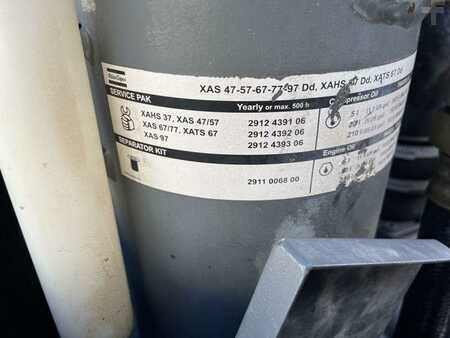 Atlas Copco
XAS 47-57-67-77-97 Dd, XAHS 37 Dd, XATS 67 Dd
SERVICE PAK Yearly or max. 500 h Compressor Oil
XAHS 37, XAS 47/57 2912 4391 06
XAS 67/77, XATS 67 2912 4392 06
XAS 97 2912 4393 06
SEPARATOR KIT Engine Oil
2911 0068 00